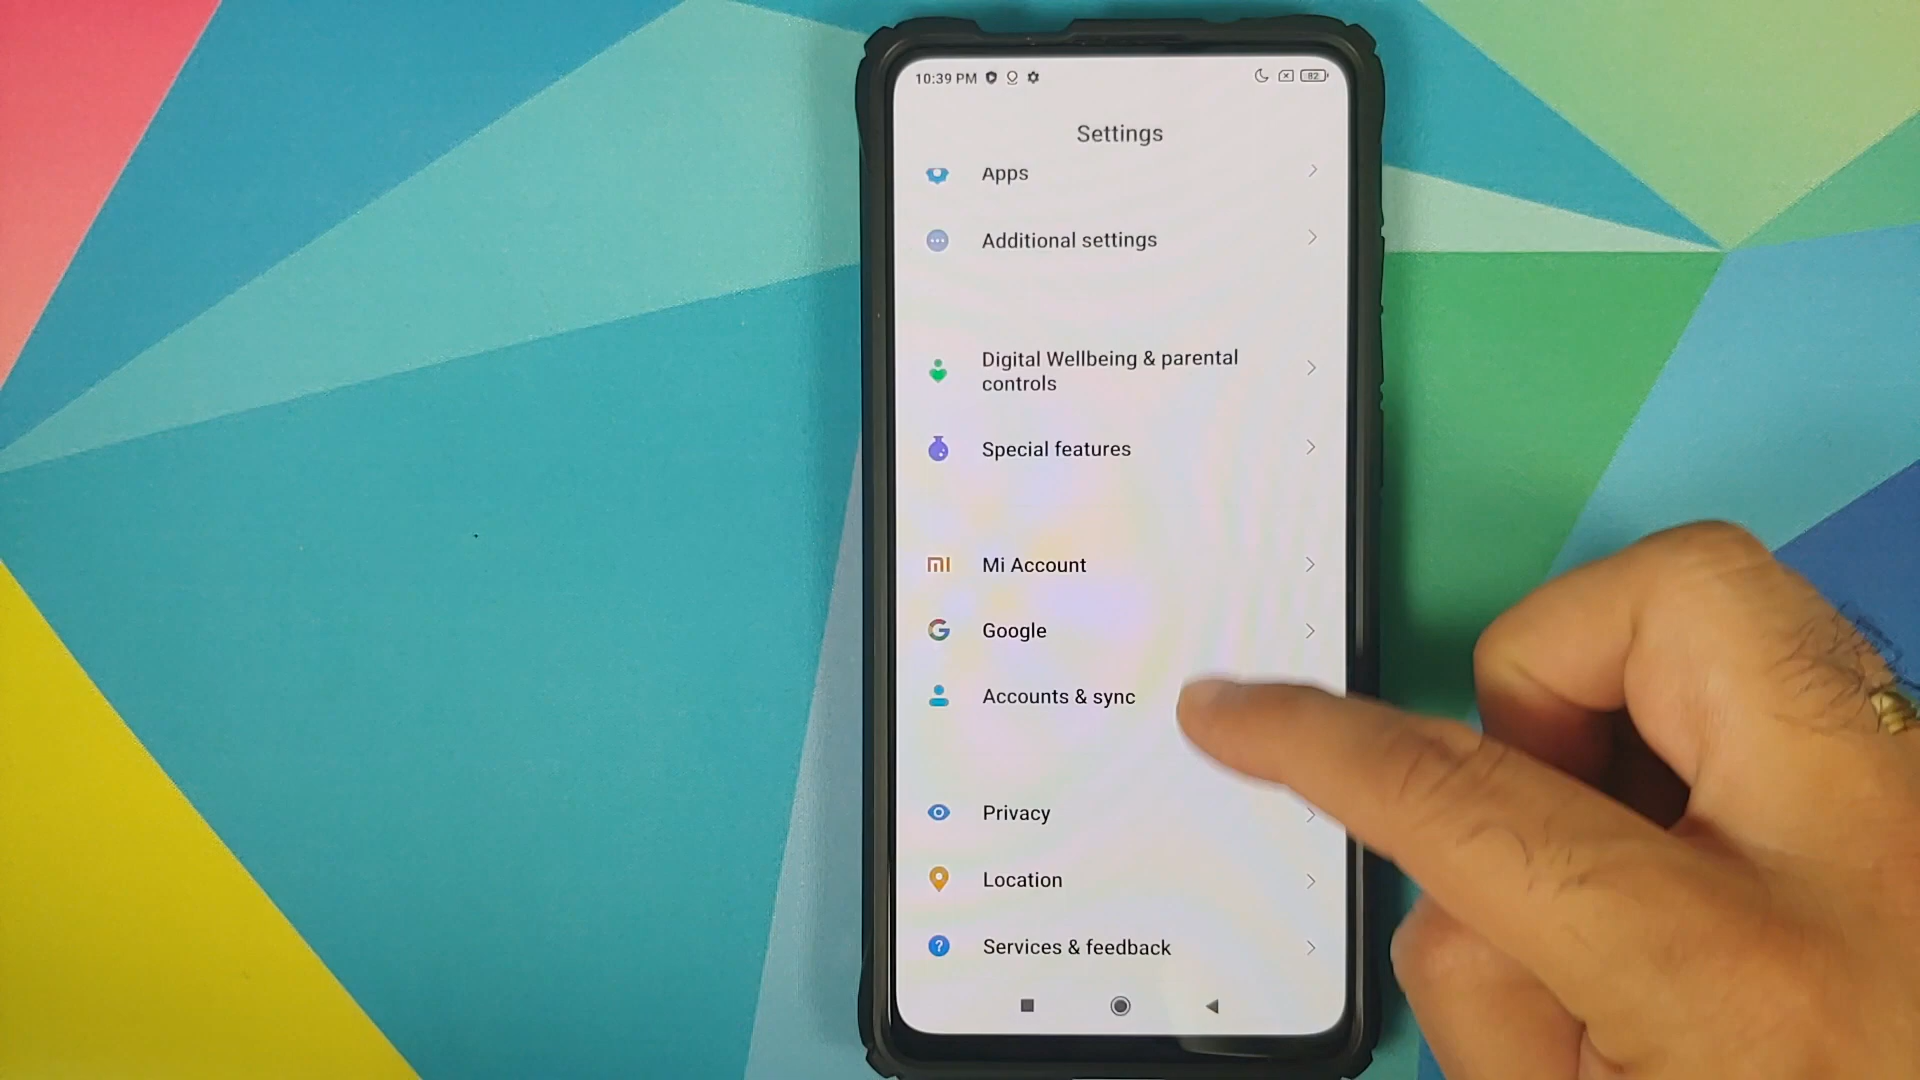 10:39 PM
82
Settings
Apps
Additional settings
Digital Wellbeing & parental
controls
Special features
Mi Account
Google
Accounts & sync
Privacy
Location
Services & feedback